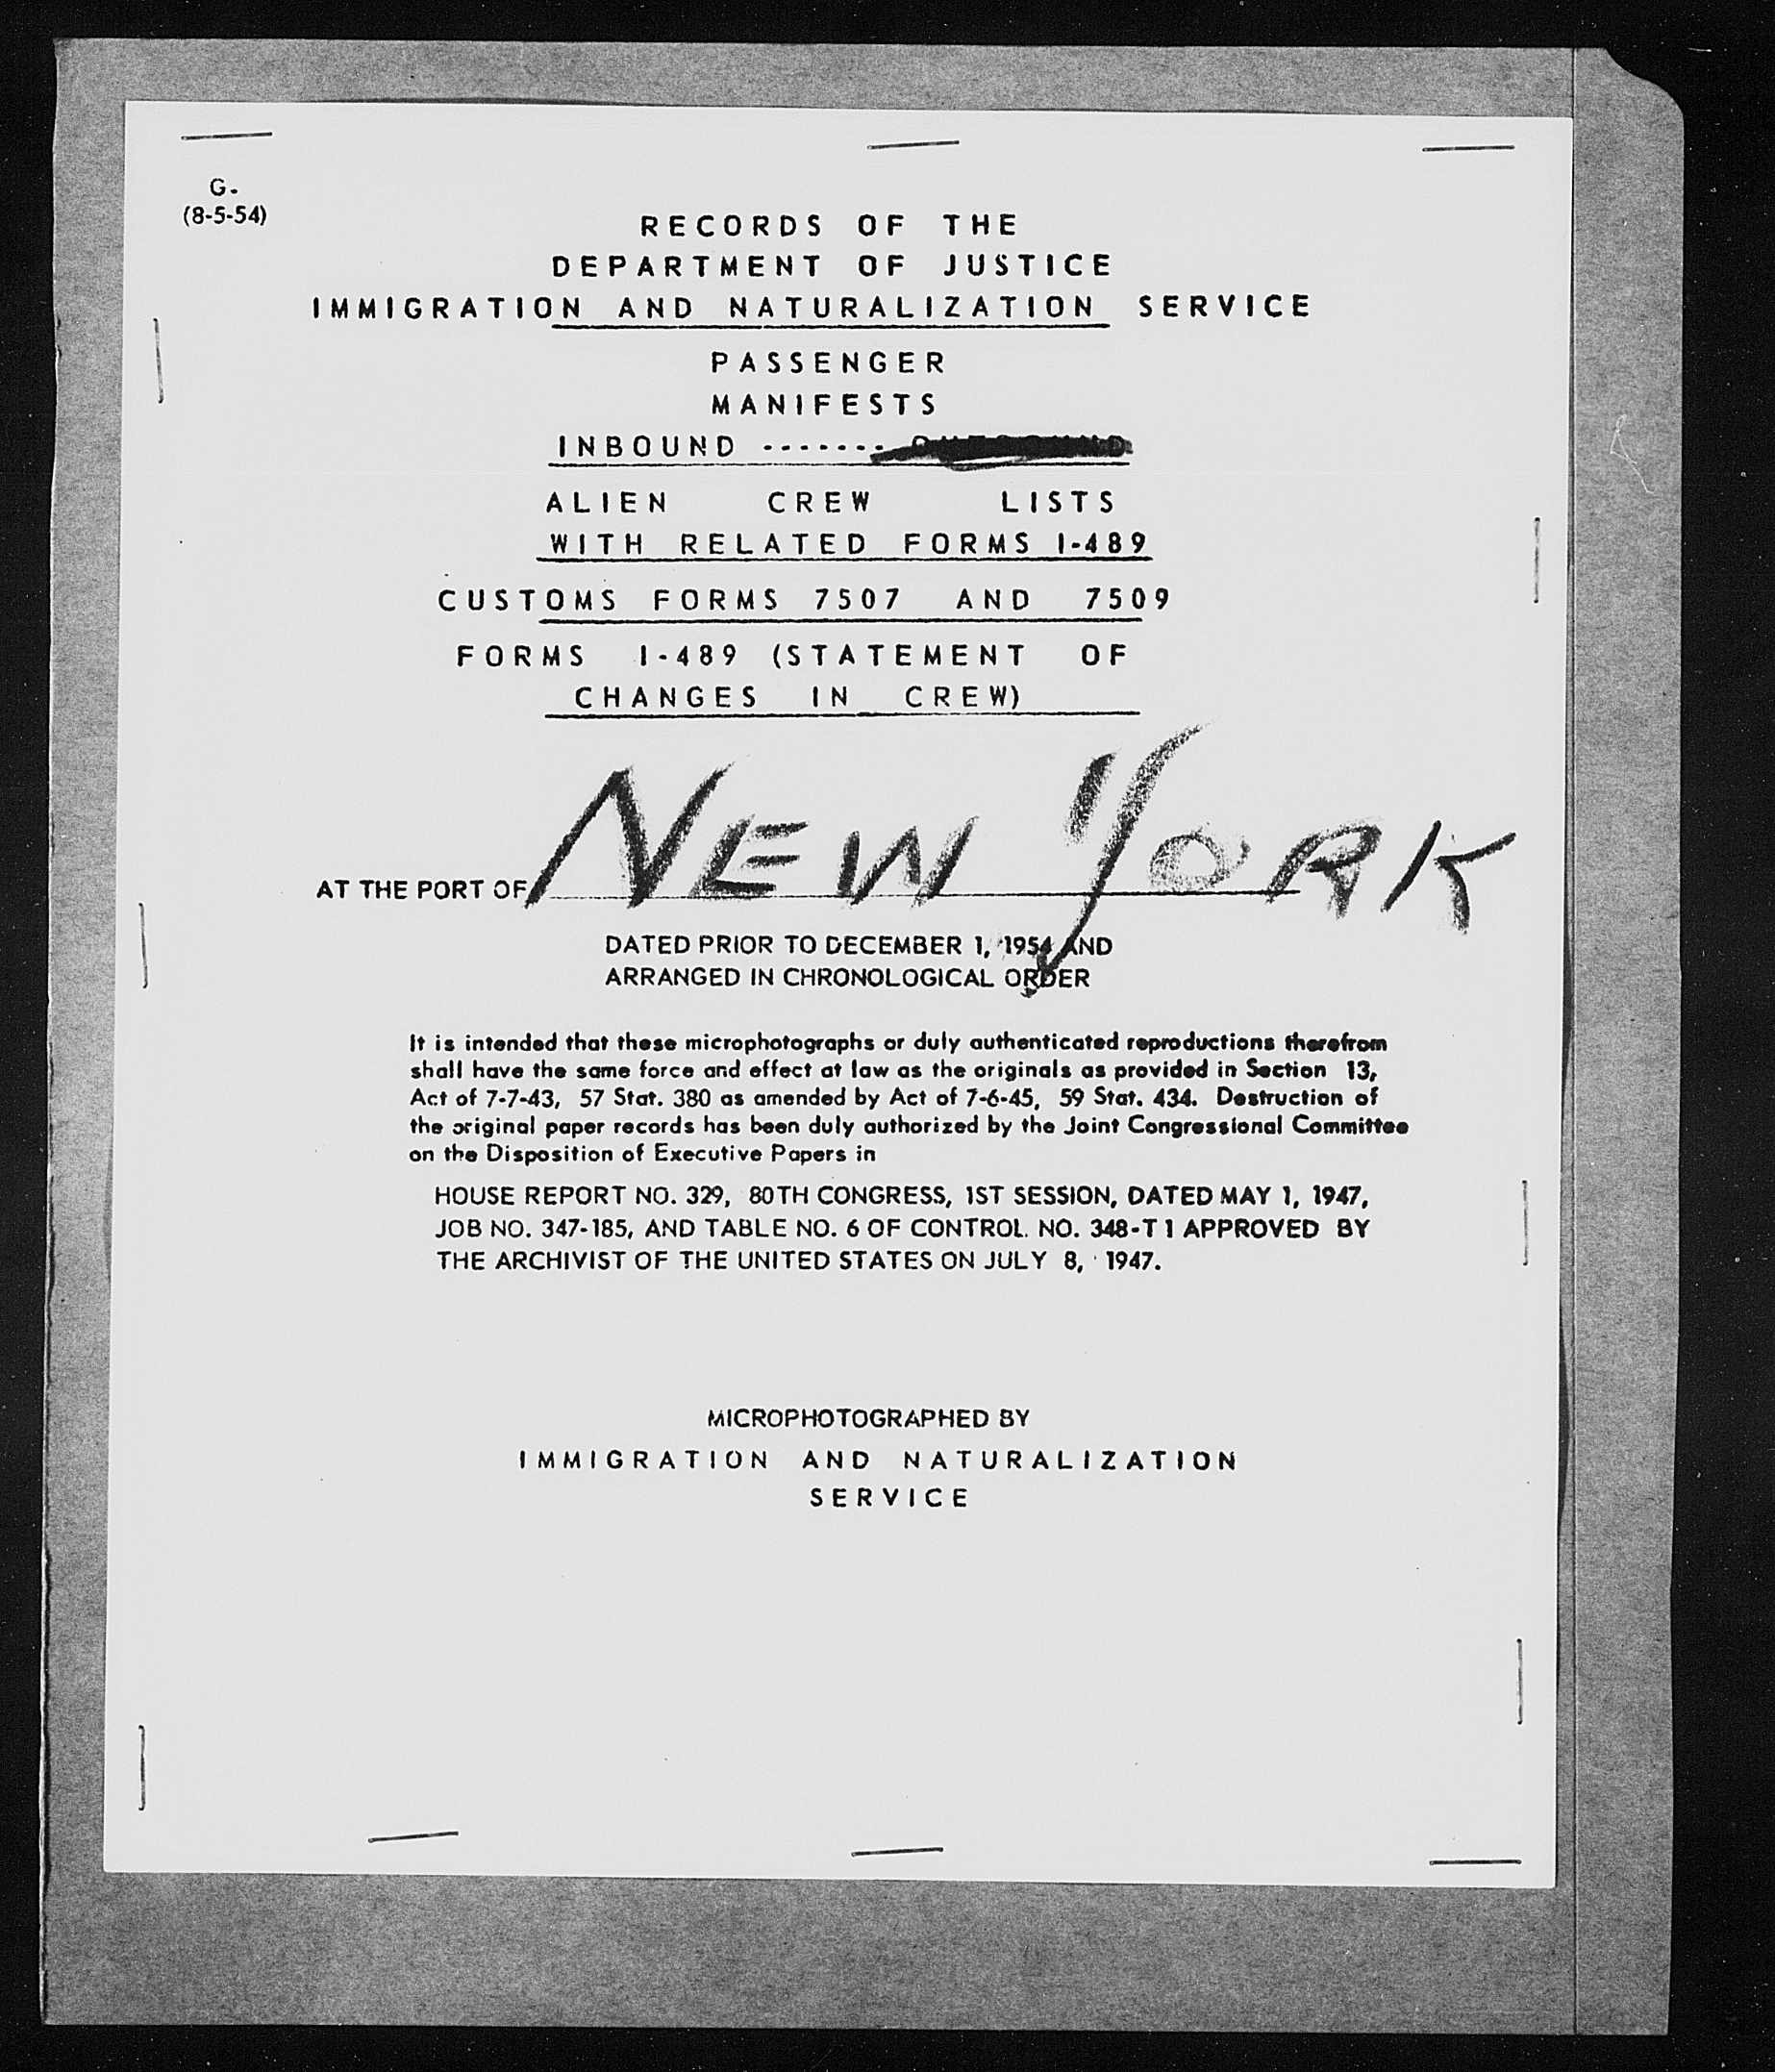 G-
(8-5-54)
RECORDS OF THE
DEPARTMENT OF JUSTICE
IMMIGRATION AND NATURALIZATION SERVICE
PASSENGER
MANIFESTS
INBOUND -------
ALIEN CREW LISTS
WITH RELATED FORMS I-489
CUSTOMS FORMS 7507 AND 7509
FORMS I-489 (STATEMENT OF
CHANGES IN CREW)
AT THE PORT OF NEW YORK
DATED PRIOR TO DECEMBER 1, 1954 AND
ARRANGED IN CHRONOLOGICAL ORDER
It is intended that these microphotographs or duly authenticated reproductions therefrom
shall have the same force and effect at law as the originals as provided in Section 13,
Act of 7-7-43, 57 Stat. 380 as amended by Act of 7-6-45, 59 Stat. 434. Destruction of
the original paper records has been duly authorized by the Joint Congressional Committee
on the Disposition of Executive Papers in
HOUSE REPORT NO. 329, 80TH CONGRESS, 1ST SESSION, DATED MAY 1, 1947,
JOB NO. 347-185, AND TABLE NO. 6 OF CONTROL NO. 348-T1 APPROVED BY
THE ARCHIVIST OF THE UNITED STATES ON JULY 8, 1947.
MICROPHOTOGRAPHED BY
IMMIGRATION AND NATURALIZATION
SERVICE